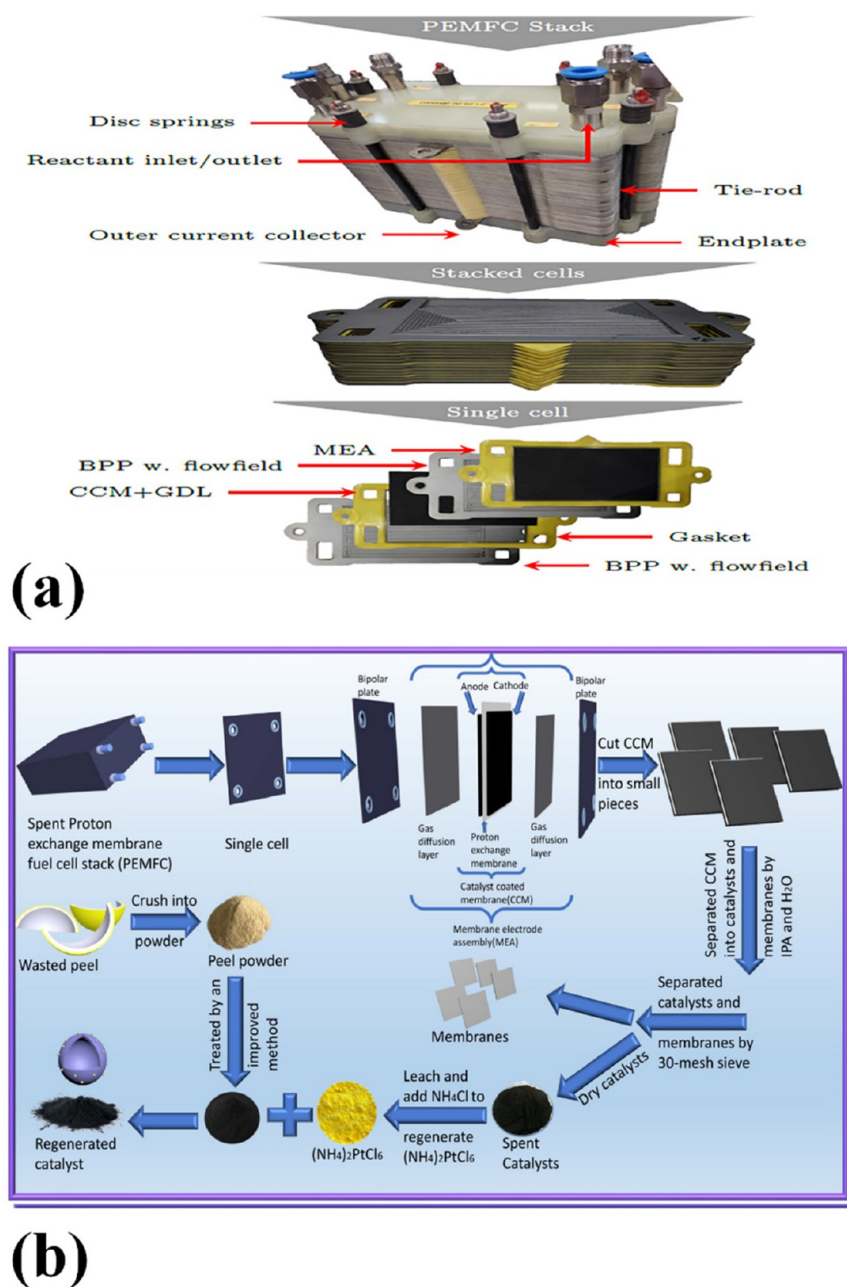 PEMFC Stack
Disc springs
Reactant inlet/outlet
Tie-rod
Outer current collector
Endplate
Stacked cells
Single cell
MEA
BPP w. flowfield
CCM+GDL
Gasket
BPP w. flowfield
(a)
Bipolar
plate
Anode
Cathode
Bipolar
plate
Cut CCM
into small
pieces
Spent Proton
exchange membrane
fuel cell stack (PEMFC)
Single cell
Gas
diffusion
layer
Proton
exchange
membrane
Gas
diffusion
layer
Catalyst coated
membrane(CCM)
Membrane electrode
assembly(MEA)
Separated CCM
into catalysts and
membranes by
IPA and H₂O
Wasted peel
Crush into
powder
Peel powder
Membranes
Separated
catalysts and
membranes by
30-mesh sieve
Treated by an
improved
method
Dry catalysts
Regenerated
catalyst
(NH₄)₂PtCl₆
Leach and
add NH₄Cl to
regenerate
(NH₄)₂PtCl₆
Spent
Catalysts
(b)